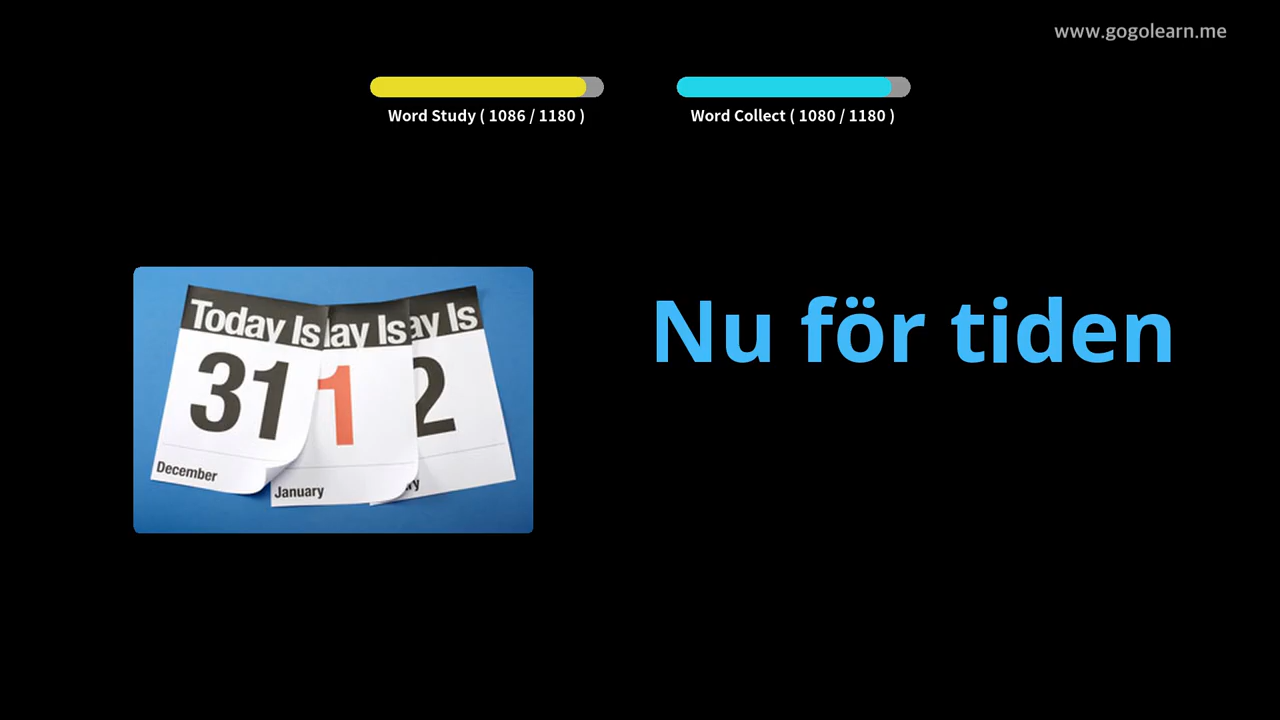 www.gogolearn.me
Word Study ( 1086 / 1180 )
Word Collect ( 1080 / 1180 )
Nu för tiden
Today Is
31
December
ay Is
1
January
ay Is
2
ry